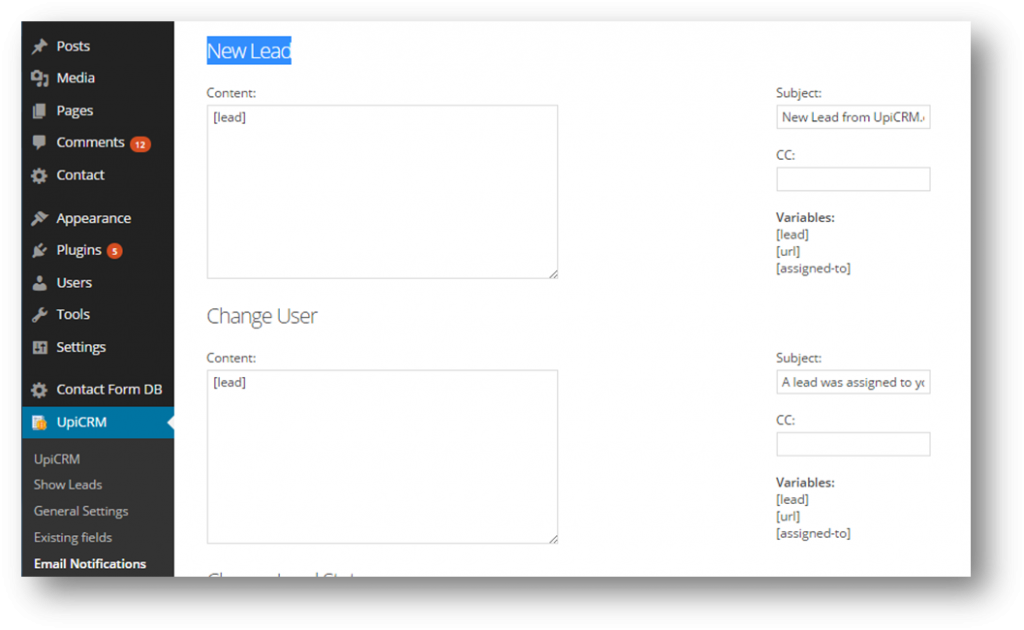 Posts
Media
Pages
Comments 12
Contact
Appearance
Plugins 5
Users
Tools
Settings
Contact Form DB
UpiCRM
UpiCRM
Show Leads
General Settings
Existing fields
Email Notifications
New Lead
Content:
[lead]
Subject:
New Lead from UpiCRM.
CC:
Variables:
[lead]
[url]
[assigned-to]
Change User
Content:
[lead]
Subject:
A lead was assigned to
CC:
Variables:
[lead]
[url]
[assigned-to]